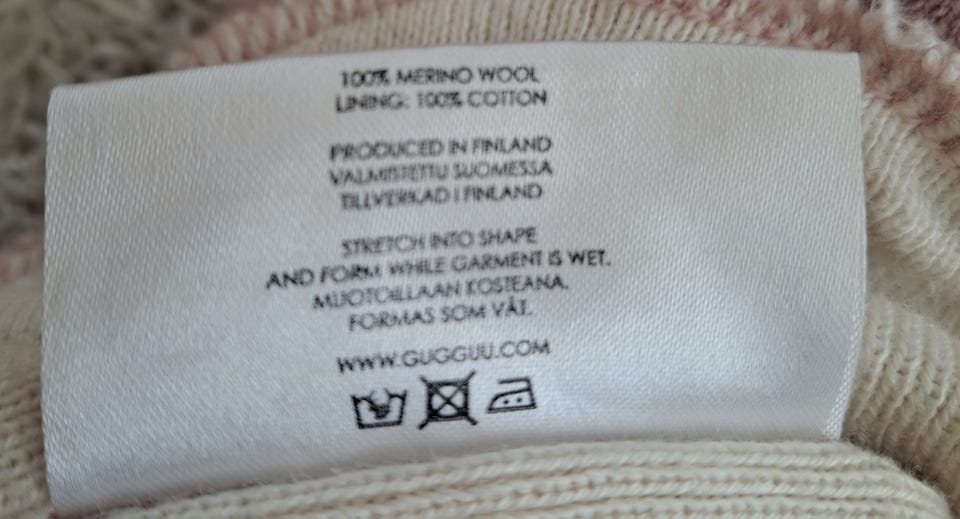 100% MERINO WOOL
LINING: 100% COTTON
PRODUCED IN FINLAND
VALMISTETTU SUOMESSA
TILLVERKAD I FINLAND
STRETCH INTO SHAPE
AND FORM WHILE GARMENT IS WET.
MUOTOILLAAN KOSTEANA.
FORMAS SOM VÅT.
WWW.GUGGUU.COM